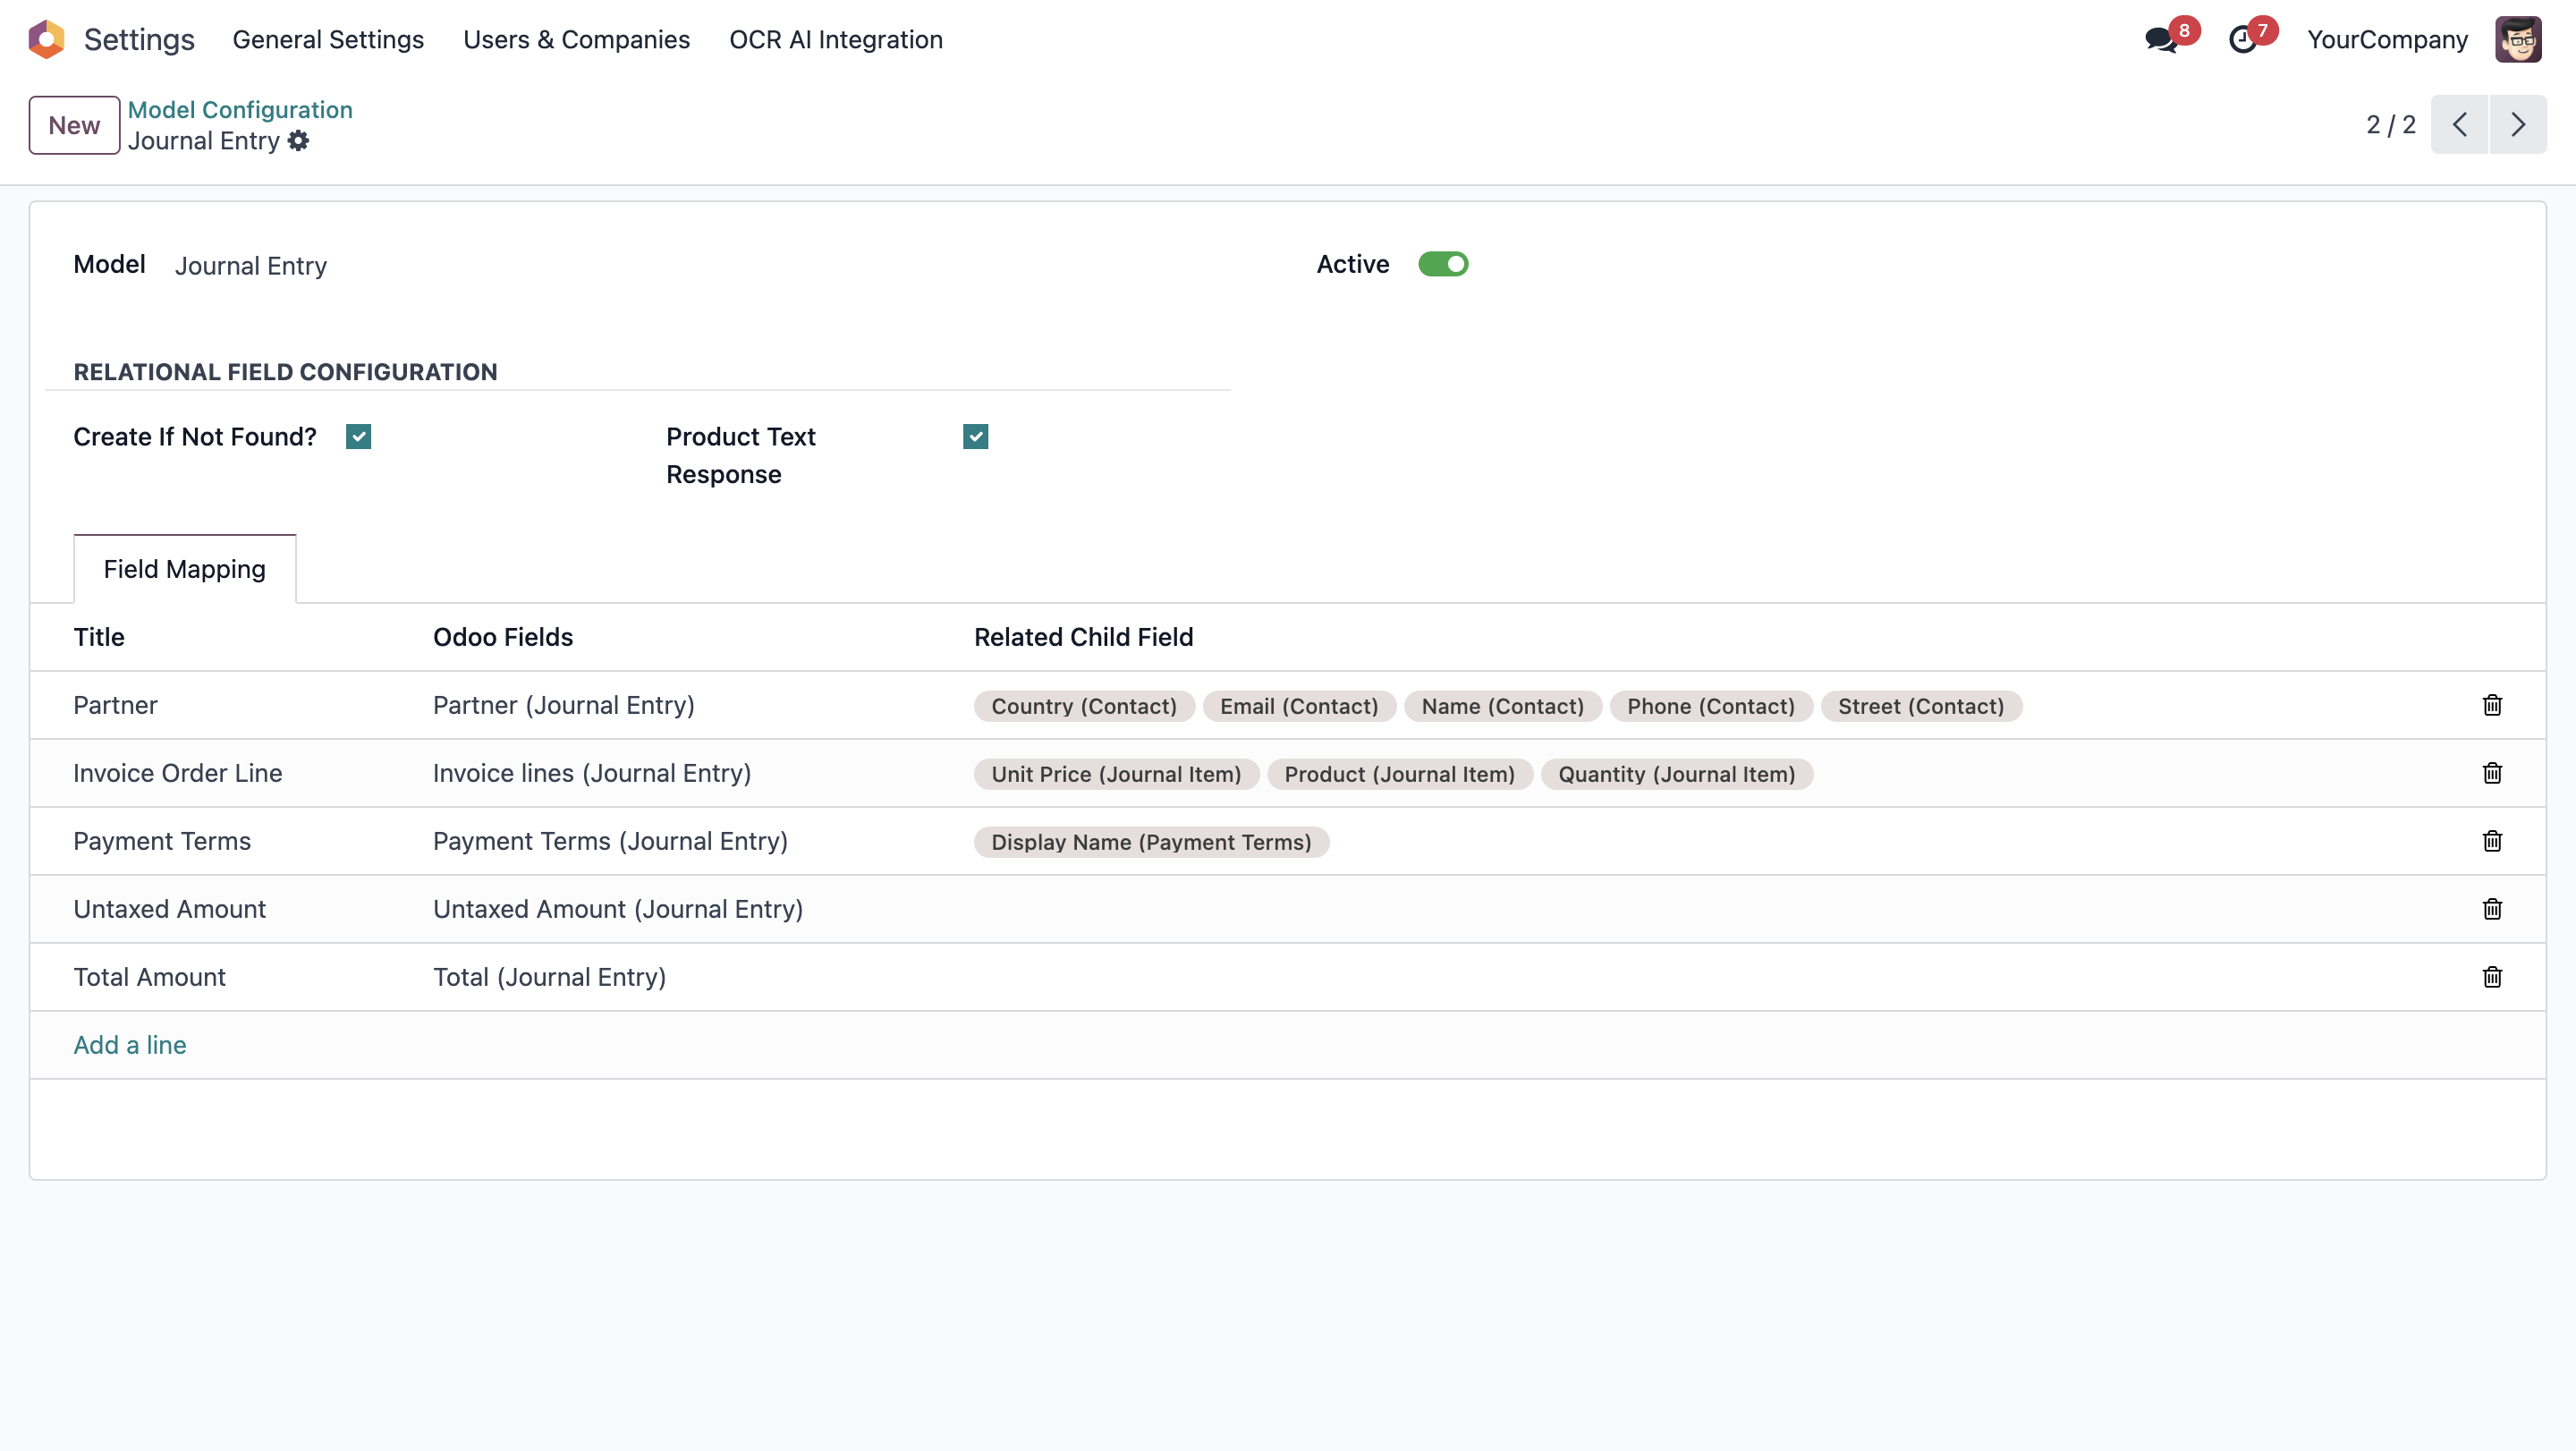 Settings General Settings Users & Companies OCR AI Integration 8 7 YourCompany
New Model Configuration
Journal Entry
2 / 2
Model Journal Entry Active
RELATIONAL FIELD CONFIGURATION
Create If Not Found? Product Text
Response
Field Mapping
Title Odoo Fields Related Child Field
Partner Partner (Journal Entry) Country (Contact) Email (Contact) Name (Contact) Phone (Contact) Street (Contact)
Invoice Order Line Invoice lines (Journal Entry) Unit Price (Journal Item) Product (Journal Item) Quantity (Journal Item)
Payment Terms Payment Terms (Journal Entry) Display Name (Payment Terms)
Untaxed Amount Untaxed Amount (Journal Entry)
Total Amount Total (Journal Entry)
Add a line